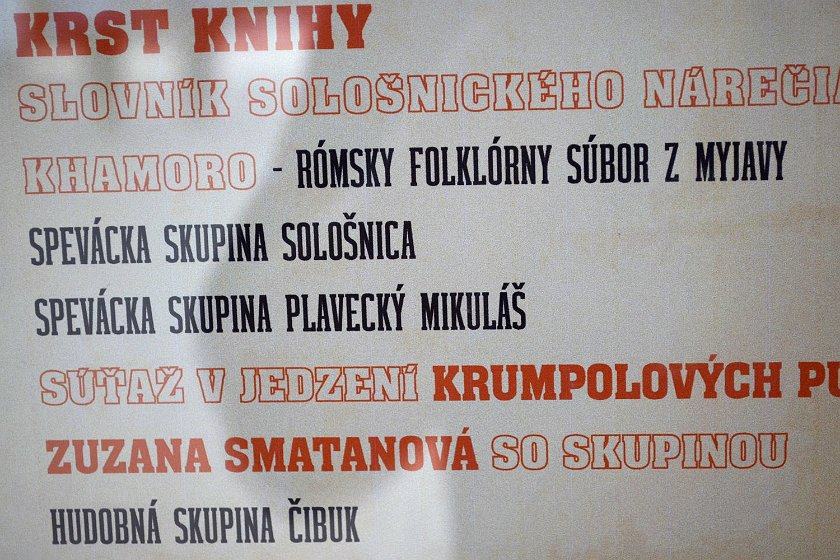 KRST KNIHY
SLOVNÍK SOLOŠNICKÉHO NÁREČIA
KHAMORO - RÓMSKY FOLKLÓRNY SÚBOR Z MYJAVY
SPEVÁCKA SKUPINA SOLOŠNICA
SPEVÁCKA SKUPINA PLAVECKÝ MIKULÁŠ
SÚŤAŽ V JEDZENÍ KRUMPOLOVÝCH PU
ZUZANA SMATANOVÁ SO SKUPINOU
HUDOBNÁ SKUPINA ČIBUK